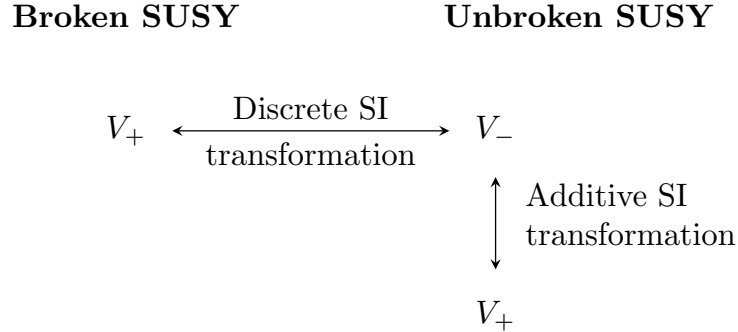 Broken SUSY Unbroken SUSY
Discrete SI
V₊ V₋
transformation
Additive SI
transformation
V₊